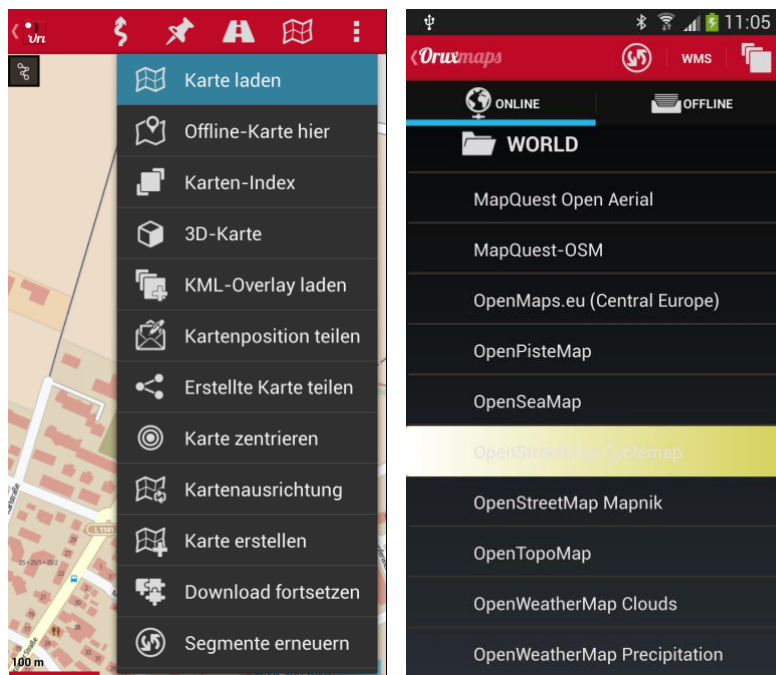 Karte laden
Offline-Karte hier
Karten-Index
3D-Karte
KML-Overlay laden
Kartenposition teilen
Erstellte Karte teilen
Karte zentrieren
Kartenausrichtung
Karte erstellen
Download fortsetzen
Segmente erneuern
L 1141
100 m
11:05
Oruxmaps
WMS
ONLINE
OFFLINE
WORLD
MapQuest Open Aerial
MapQuest-OSM
OpenMaps.eu (Central Europe)
OpenPisteMap
OpenSeaMap
OpenStreetMap Cyclemap
OpenStreetMap Mapnik
OpenTopoMap
OpenWeatherMap Clouds
OpenWeatherMap Precipitation